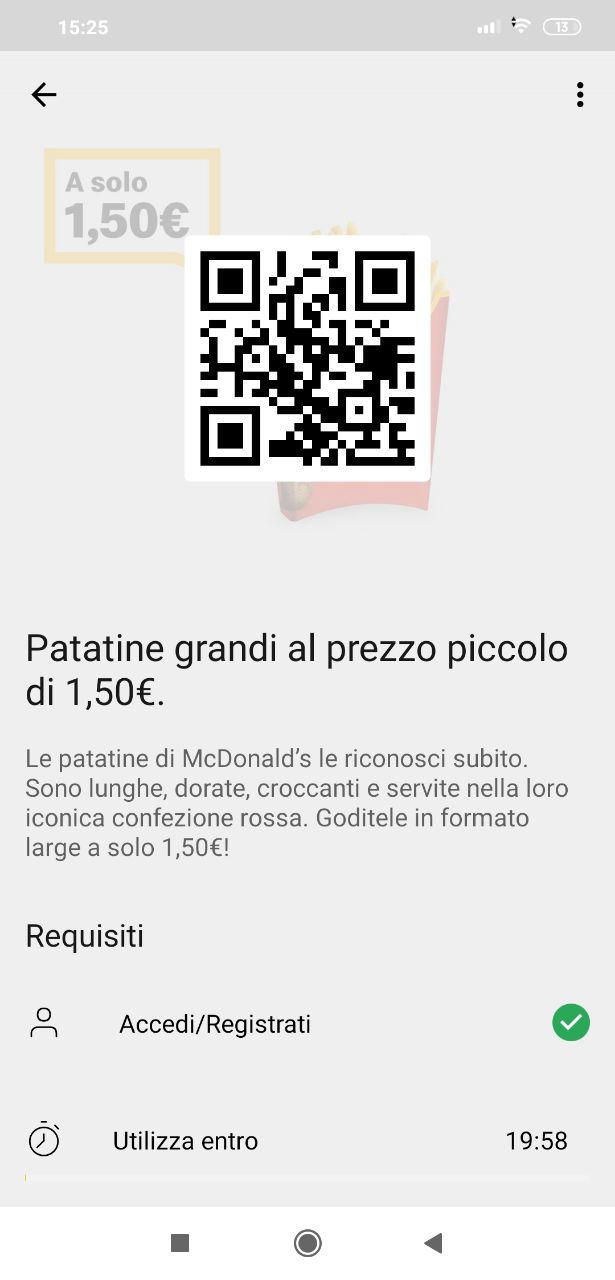 15:25
13
A solo
1,50€
Patatine grandi al prezzo piccolo
di 1,50€.
Le patatine di McDonald’s le riconosci subito.
Sono lunghe, dorate, croccanti e servite nella loro
iconica confezione rossa. Goditele in formato
large a solo 1,50€!
Requisiti
Accedi/Registrati
Utilizza entro 19:58